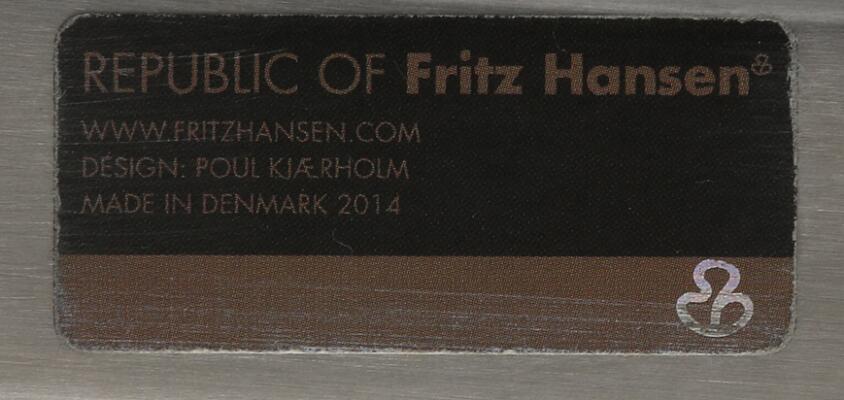 REPUBLIC OF Fritz Hansen
WWW.FRITZHANSEN.COM
DESIGN: POUL KJÆRHOLM
MADE IN DENMARK 2014